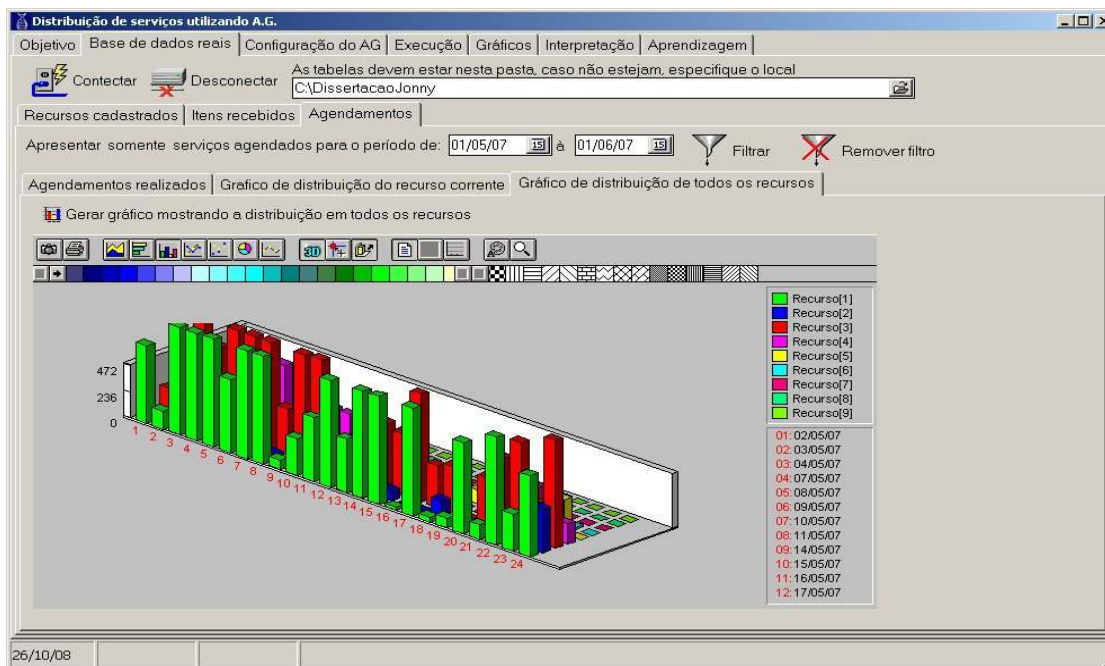 Distribuição de serviços utilizando A.G.
Objetivo Base de dados reais Configuração do AG Execução Gráficos Interpretação Aprendizagem
As tabelas devem estar nesta pasta, caso não estejam, especifique o local
Contectar Desconectar C:\DissertacaoJonny
Recursos cadastrados Itens recebidos Agendamentos
Apresentar somente serviços agendados para o período de: 01/05/07 15 à 01/06/07 15 Filtrar Remover filtro
Agendamentos realizados Grafico de distribuição do recurso corrente Gráfico de distribuição de todos os recursos
Gerar gráfico mostrando a distribuição em todos os recursos
3D
472
236
0
1 2 3 4 5 6 7 8 9 10 11 12 13 14 15 16 17 18 19 20 21 22 23 24
Recurso[1]
Recurso[2]
Recurso[3]
Recurso[4]
Recurso[5]
Recurso[6]
Recurso[7]
Recurso[8]
Recurso[9]
01: 02/05/07
02: 03/05/07
03: 04/05/07
04: 07/05/07
05: 08/05/07
06: 09/05/07
07: 10/05/07
08: 11/05/07
09: 14/05/07
10: 15/05/07
11: 16/05/07
12: 17/05/07
26/10/08